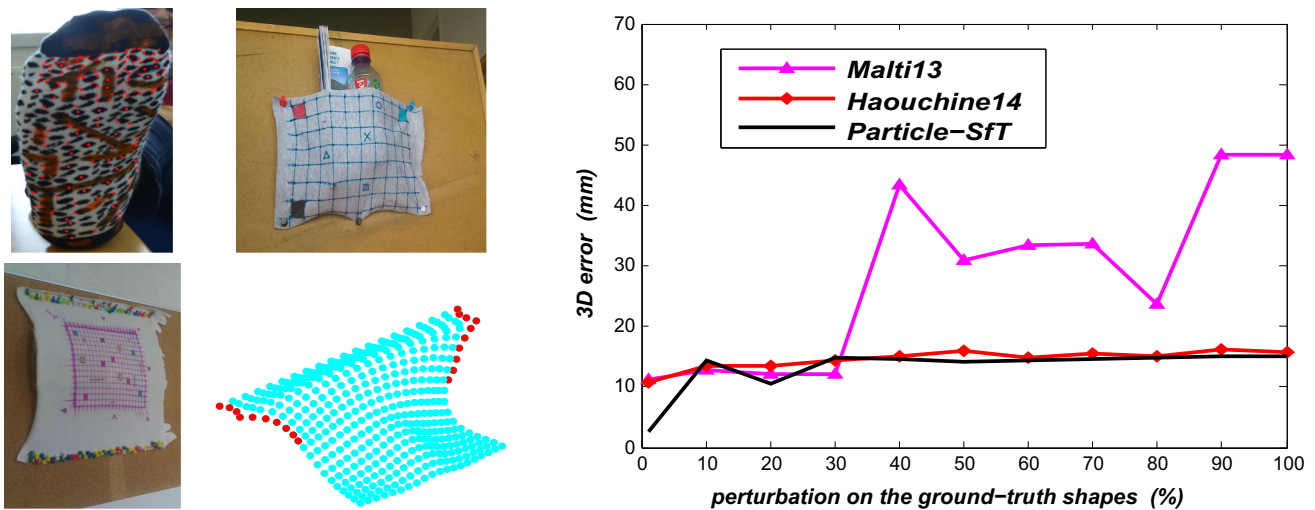 70
60
50
40
30
20
10
0
3D error (mm)
Malti13
Haouchine14
Particle−SfT
0 10 20 30 40 50 60 70 80 90 100
perturbation on the ground−truth shapes (%)